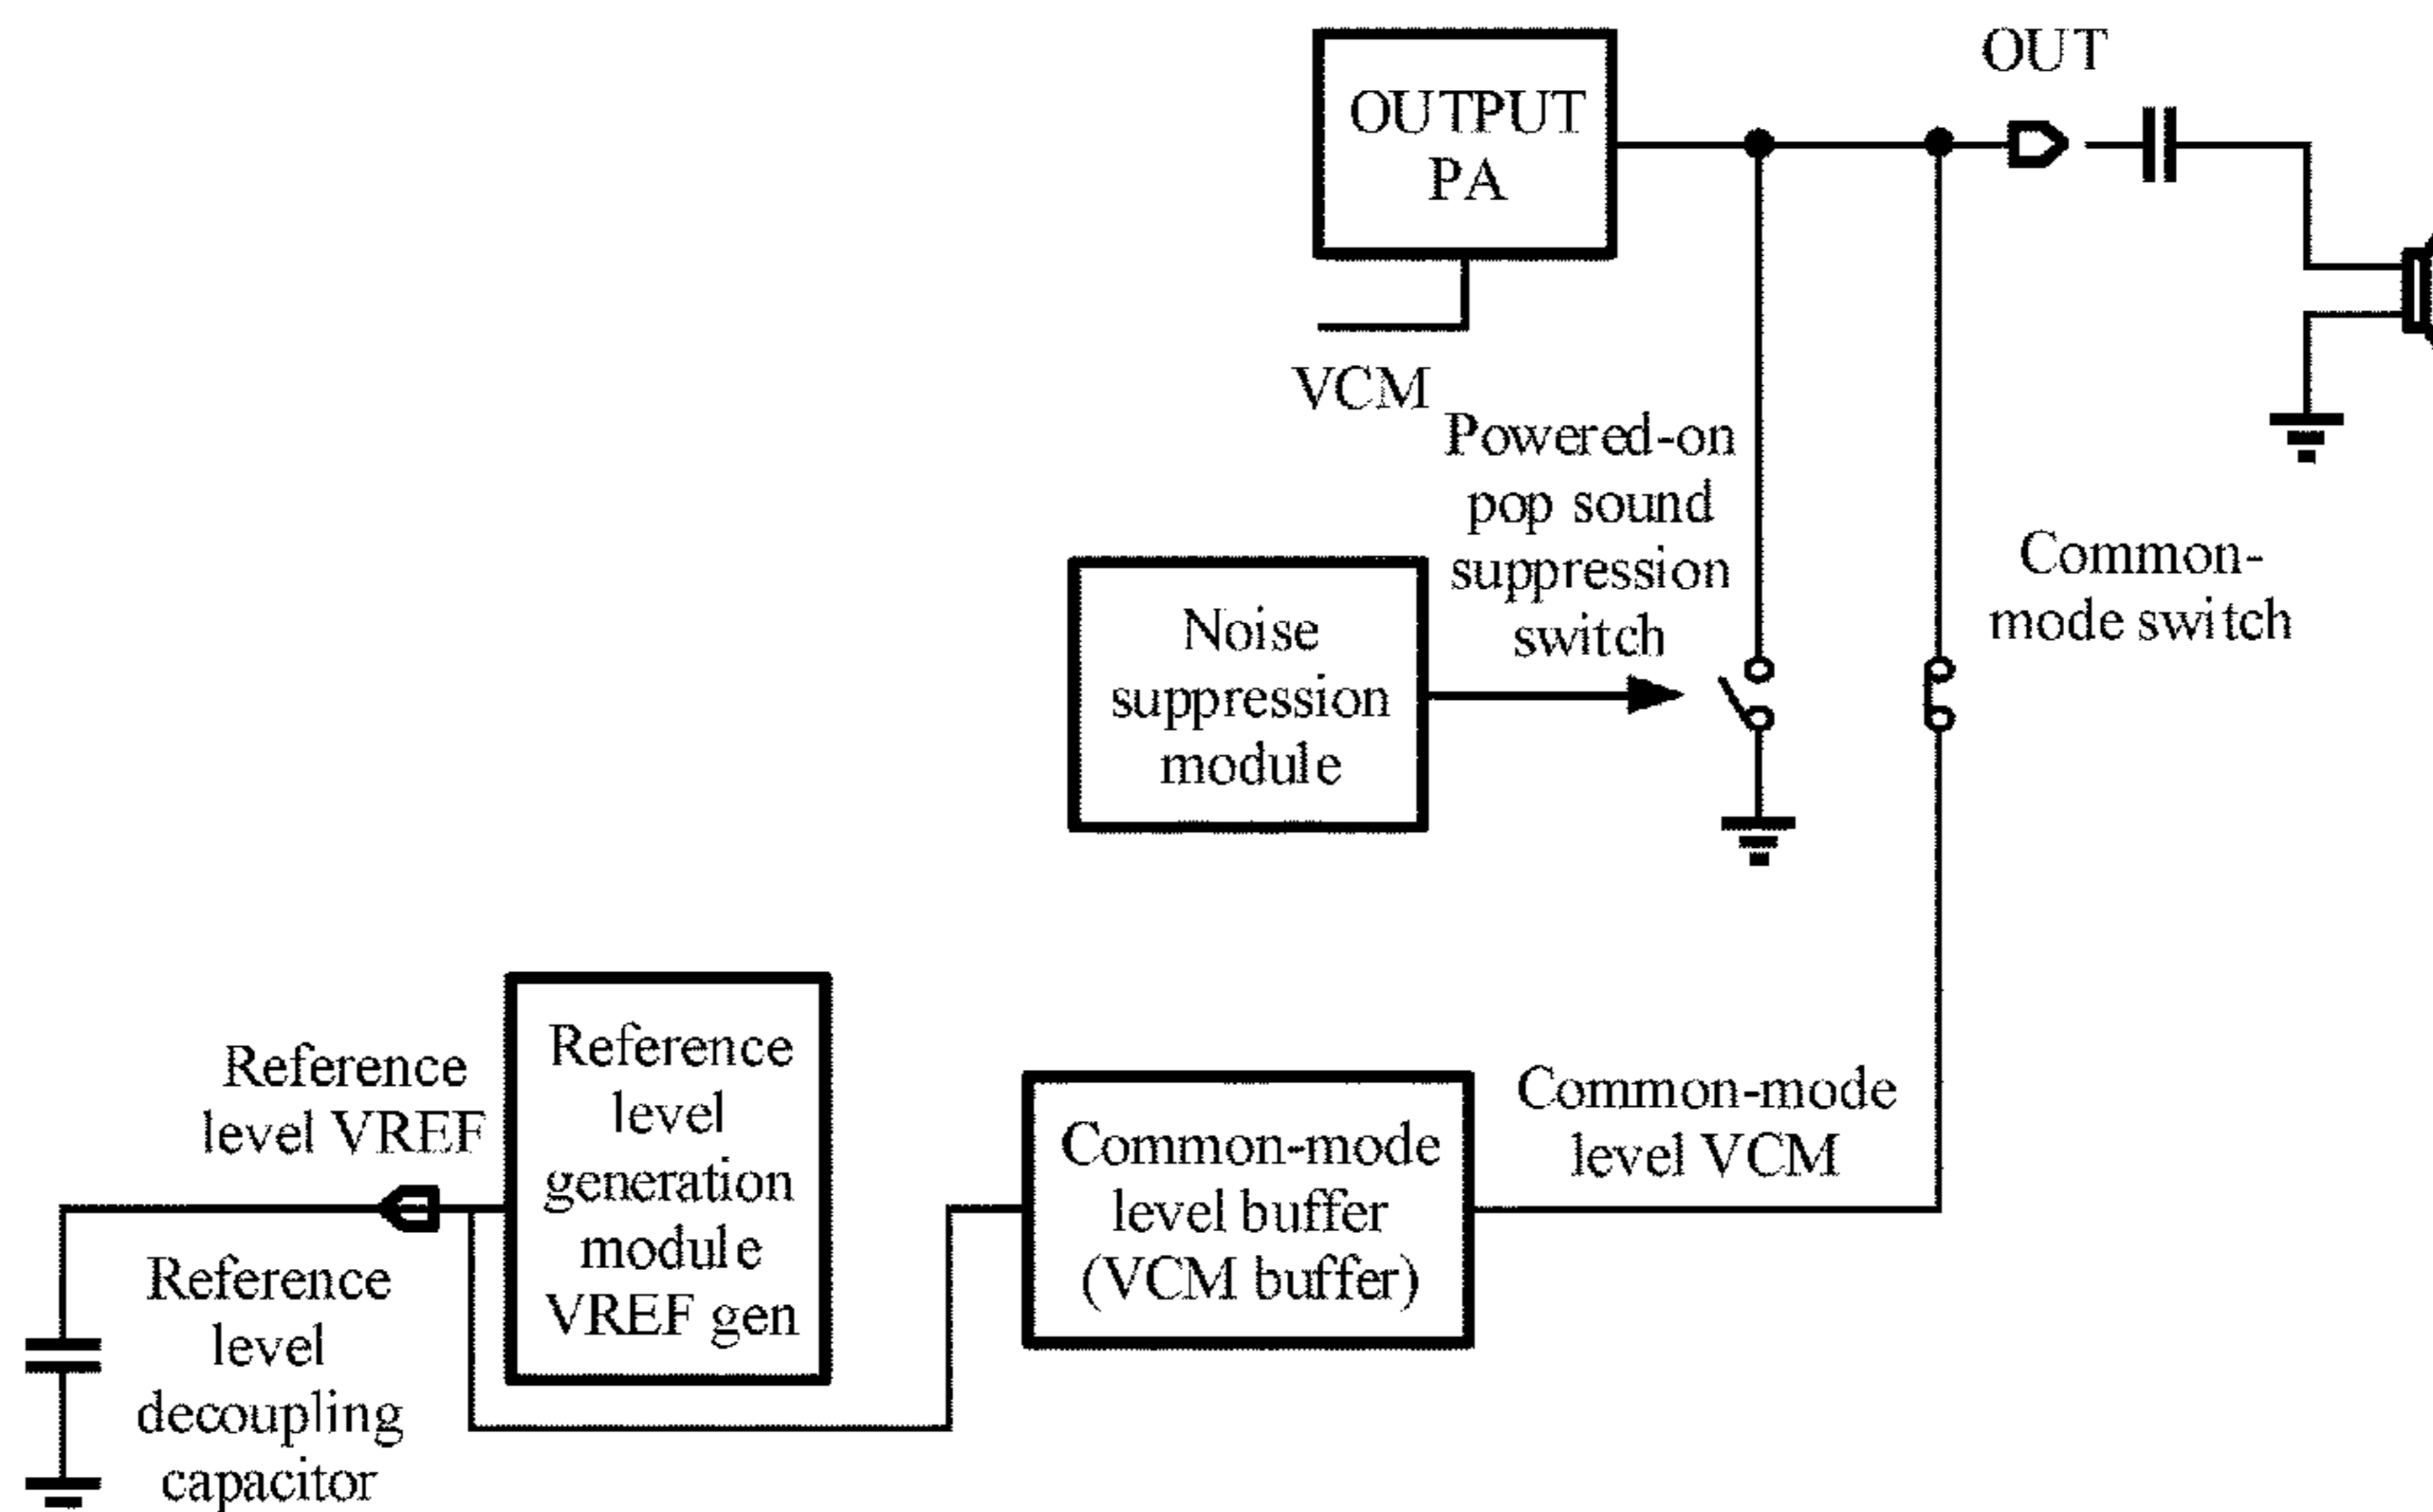 OUT
OUTPUT
PA
VCM
Powered-on
pop sound
suppression
switch
Common-
mode switch
Noise
suppression
module
Reference
level VREF
Reference
level
generation
module
VREF gen
Common-mode
level buffer
(VCM buffer)
Common-mode
level VCM
Reference
level
decoupling
capacitor